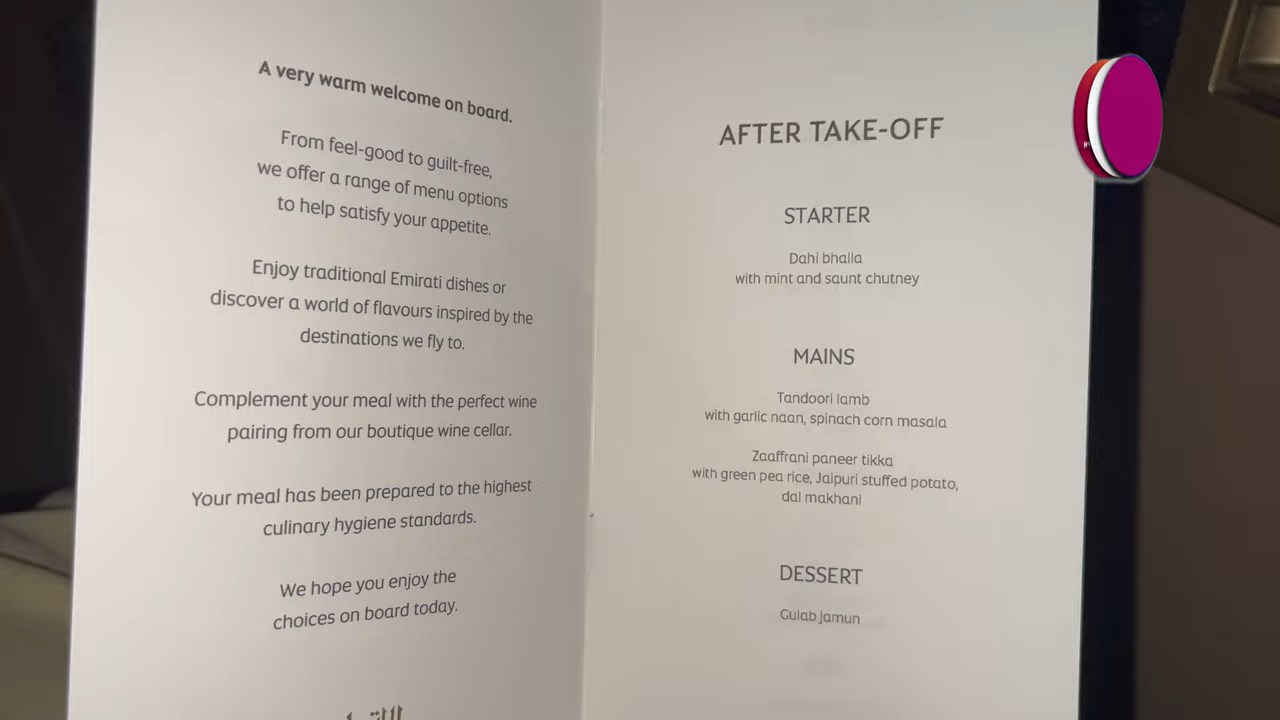 A very warm welcome on board.
From feel-good to guilt-free,
we offer a range of menu options
to help satisfy your appetite.
Enjoy traditional Emirati dishes or
discover a world of flavours inspired by the
destinations we fly to.
Complement your meal with the perfect wine
pairing from our boutique wine cellar.
Your meal has been prepared to the highest
culinary hygiene standards.
We hope you enjoy the
choices on board today.
AFTER TAKE-OFF
STARTER
Dahi bhalla
with mint and saunt chutney
MAINS
Tandoori lamb
with garlic naan, spinach corn masala
Zaaffrani paneer tikka
with green pea rice, Jaipuri stuffed potato,
dal makhani
DESSERT
Gulab jamun